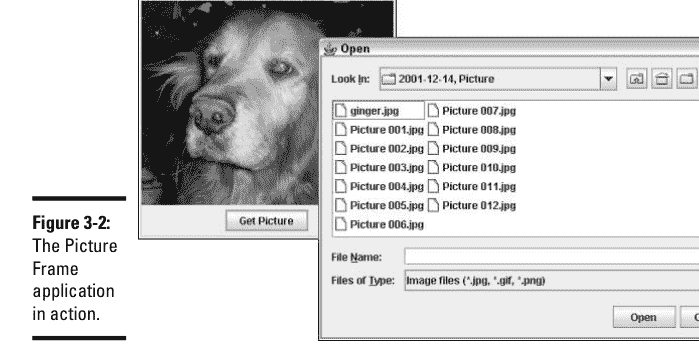 Open
Look In:
2001-12-14, Picture
ginger.jpg
Picture 001.jpg
Picture 002.jpg
Picture 003.jpg
Picture 004.jpg
Picture 005.jpg
Picture 006.jpg
Picture 007.jpg
Picture 008.jpg
Picture 009.jpg
Picture 010.jpg
Picture 011.jpg
Picture 012.jpg
File Name:
Files of Type:
Image files (*.jpg, *.gif, *.png)
Open
Get Picture
Figure 3-2:
The Picture
Frame
application
in action.